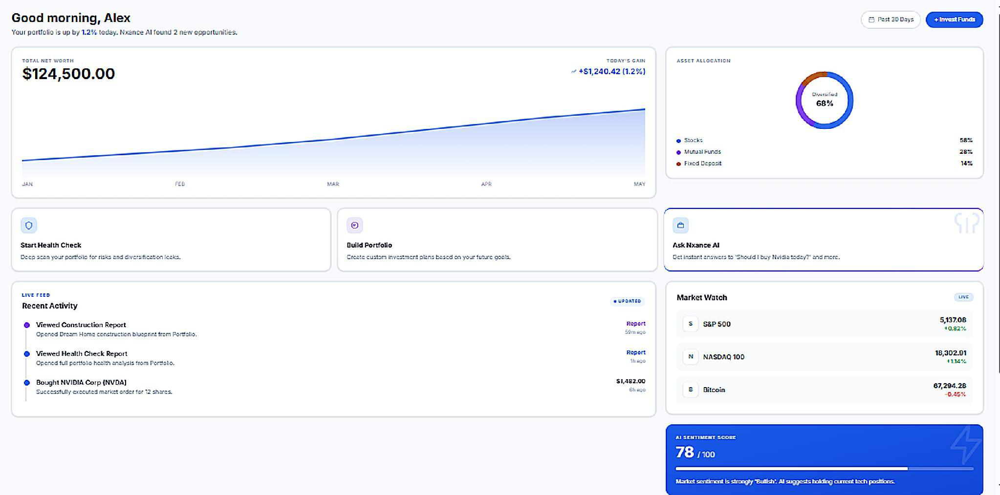 Good morning, Alex
Your portfolio is up by 1.2% today. Nxance AI found 2 new opportunities.
Past 30 Days
+ Invest Funds
TOTAL NET WORTH
$124,500.00
TODAY'S GAIN
+$1,240.42 (1.2%)
JAN FEB MAR APR MAY
ASSET ALLOCATION
Diversified
68%
Stocks 58%
Mutual Funds 28%
Fixed Deposit 14%
Start Health Check
Deep scan your portfolio for risks and diversification leaks.
Build Portfolio
Create custom investment plans based on your future goals.
Ask Nxance AI
Get instant answers to "Should I buy Nvidia today?" and more.
LIVE FEED
Recent Activity
UPDATED
Viewed Construction Report
Opened Dream Home construction blueprint from Portfolio.
Report
59m ago
Viewed Health Check Report
Opened full portfolio health analysis from Portfolio.
Report
1h ago
Bought NVIDIA Corp (NVDA)
Successfully executed market order for 12 shares.
$1,482.00
6h ago
Market Watch
LIVE
S S&P 500 5,137.08
+0.82%
N NASDAQ 100 18,302.91
+1.14%
B Bitcoin 67,294.28
-0.45%
AI SENTIMENT SCORE
78 / 100
Market sentiment is strongly "Bullish". AI suggests holding current tech positions.